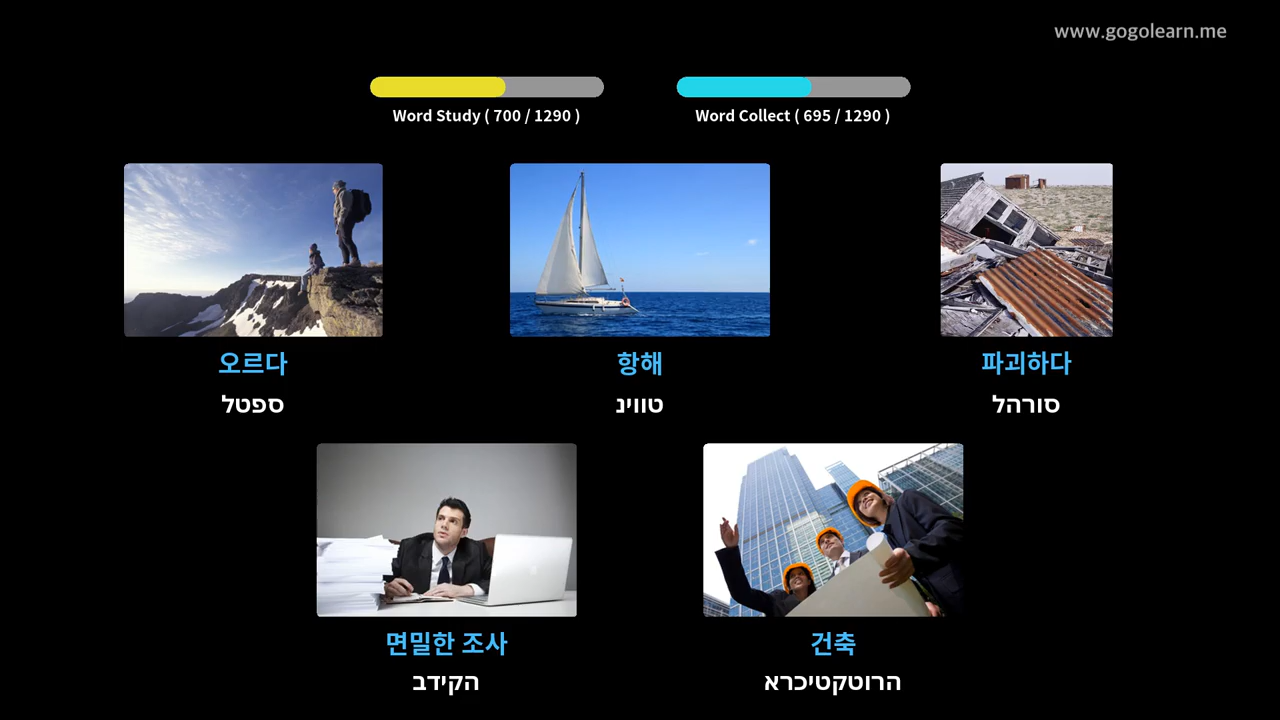 www.gogolearn.me
Word Study ( 700 / 1290 )
Word Collect ( 695 / 1290 )
오르다
ספטל
항해
טווינ
파괴하다
סורהל
면밀한 조사
הקידב
건축
הרוטקטיכרא